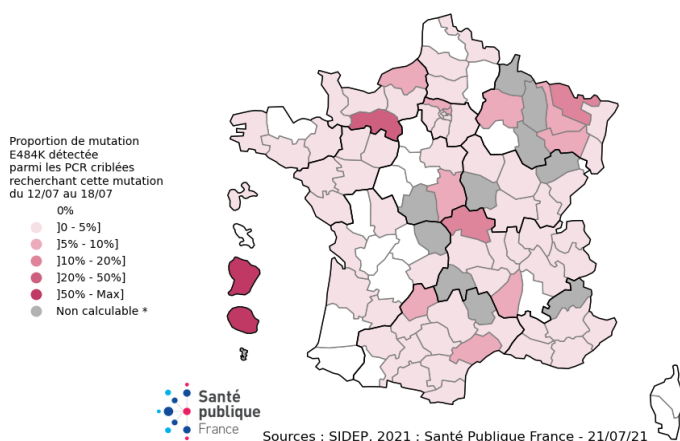 Proportion de mutation
E484K détectée
parmi les PCR criblées
recherchant cette mutation
du 12/07 au 18/07
0%
]0 - 5%]
]5% - 10%]
]10% - 20%]
]20% - 50%]
]50% - Max]
Non calculable *
Santé
publique
France
Sources : SIDEP, 2021 ; Santé Publique France - 21/07/21